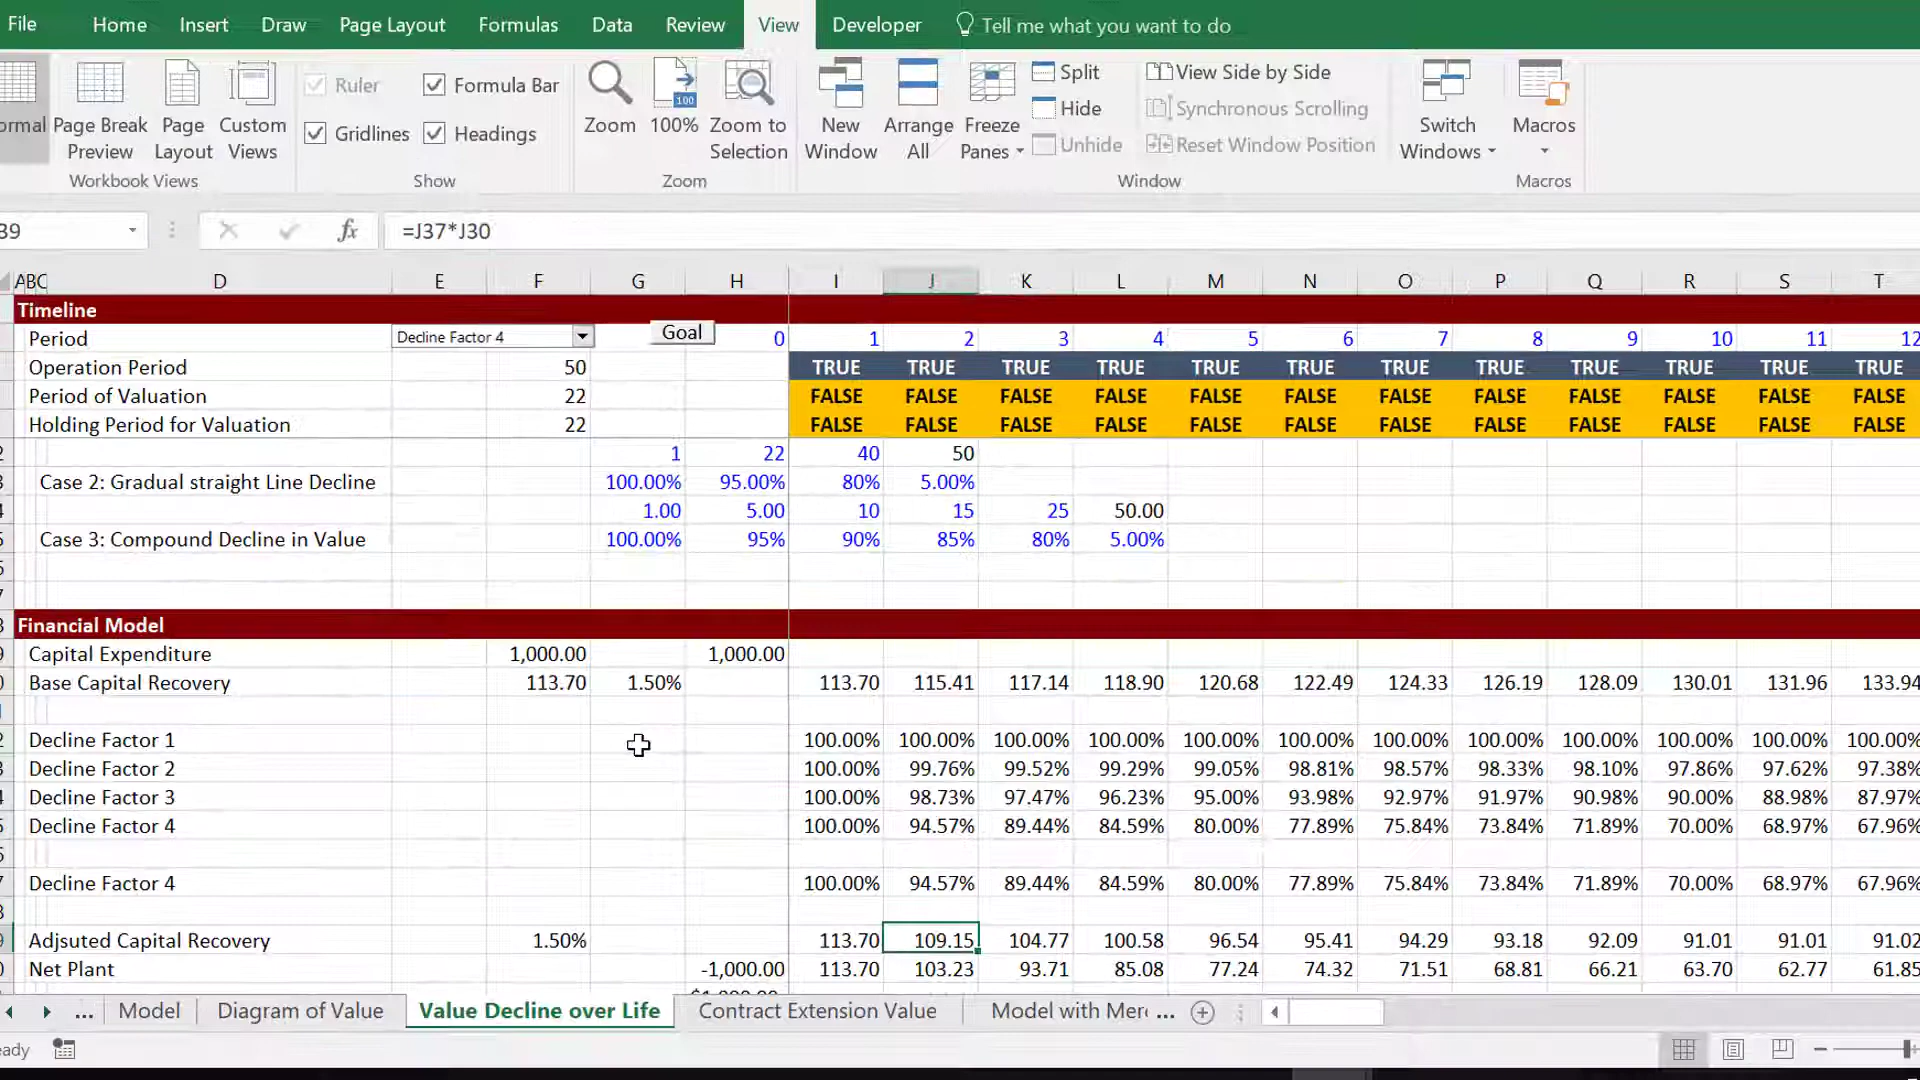 File Home Insert Draw Page Layout Formulas Data Review View Developer Tell me what you want to do
Ruler Formula Bar Split View Side by Side
Gridlines Headings Hide Synchronous Scrolling
Page Break Preview Page Layout Custom Views Zoom 100% Zoom to Selection New Window Arrange All Freeze Panes Unhide Reset Window Position Switch Windows Macros
Workbook Views Show Zoom Window Macros
39 fx =J37*J30
A B C D E F G H I J K L M N O P Q R S T
Timeline
Period Decline Factor 4 Goal 0 1 2 3 4 5 6 7 8 9 10 11 12
Operation Period 50 TRUE TRUE TRUE TRUE TRUE TRUE TRUE TRUE TRUE TRUE TRUE TRUE
Period of Valuation 22 FALSE FALSE FALSE FALSE FALSE FALSE FALSE FALSE FALSE FALSE FALSE FALSE
Holding Period for Valuation 22 FALSE FALSE FALSE FALSE FALSE FALSE FALSE FALSE FALSE FALSE FALSE FALSE
1 22 40 50
Case 2: Gradual straight Line Decline 100.00% 95.00% 80% 5.00%
1.00 5.00 10 15 25 50.00
Case 3: Compound Decline in Value 100.00% 95% 90% 85% 80% 5.00%
Financial Model
Capital Expenditure 1,000.00 1,000.00
Base Capital Recovery 113.70 1.50% 113.70 115.41 117.14 118.90 120.68 122.49 124.33 126.19 128.09 130.01 131.96 133.94
Decline Factor 1 100.00% 100.00% 100.00% 100.00% 100.00% 100.00% 100.00% 100.00% 100.00% 100.00% 100.00% 100.00%
Decline Factor 2 100.00% 99.76% 99.52% 99.29% 99.05% 98.81% 98.57% 98.33% 98.10% 97.86% 97.62% 97.38%
Decline Factor 3 100.00% 98.73% 97.47% 96.23% 95.00% 93.98% 92.97% 91.97% 90.98% 90.00% 88.98% 87.97%
Decline Factor 4 100.00% 94.57% 89.44% 84.59% 80.00% 77.89% 75.84% 73.84% 71.89% 70.00% 68.97% 67.96%
Decline Factor 4 100.00% 94.57% 89.44% 84.59% 80.00% 77.89% 75.84% 73.84% 71.89% 70.00% 68.97% 67.96%
Adjsuted Capital Recovery 1.50% 113.70 109.15 104.77 100.58 96.54 95.41 94.29 93.18 92.09 91.01 91.01 91.02
Net Plant -1,000.00 113.70 103.23 93.71 85.08 77.24 74.32 71.51 68.81 66.21 63.70 62.77 61.85
... Model Diagram of Value Value Decline over Life Contract Extension Value Model with Mer ...